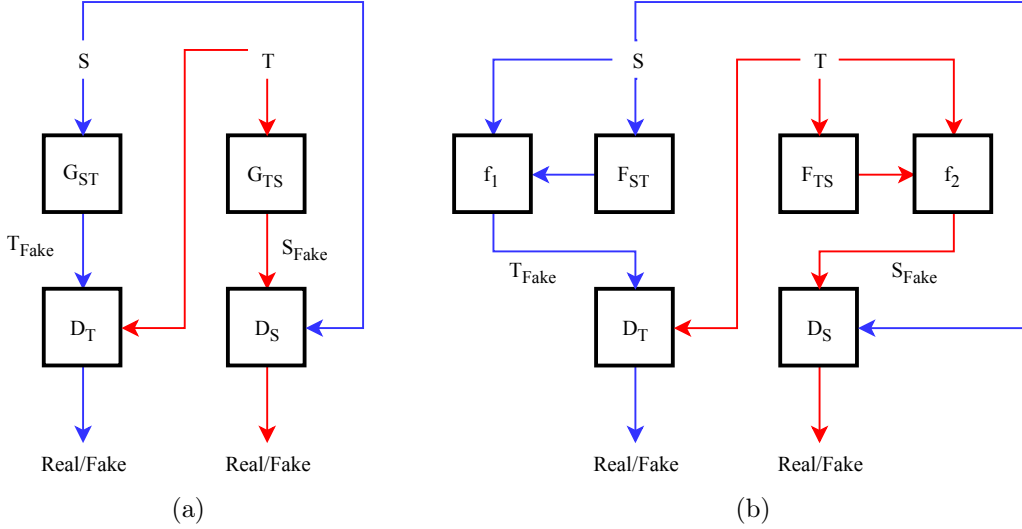 S
T
G_ST
G_TS
T_Fake
S_Fake
D_T
D_S
Real/Fake
Real/Fake
(a)
S
T
f_1
F_ST
F_TS
f_2
T_Fake
S_Fake
D_T
D_S
Real/Fake
Real/Fake
(b)